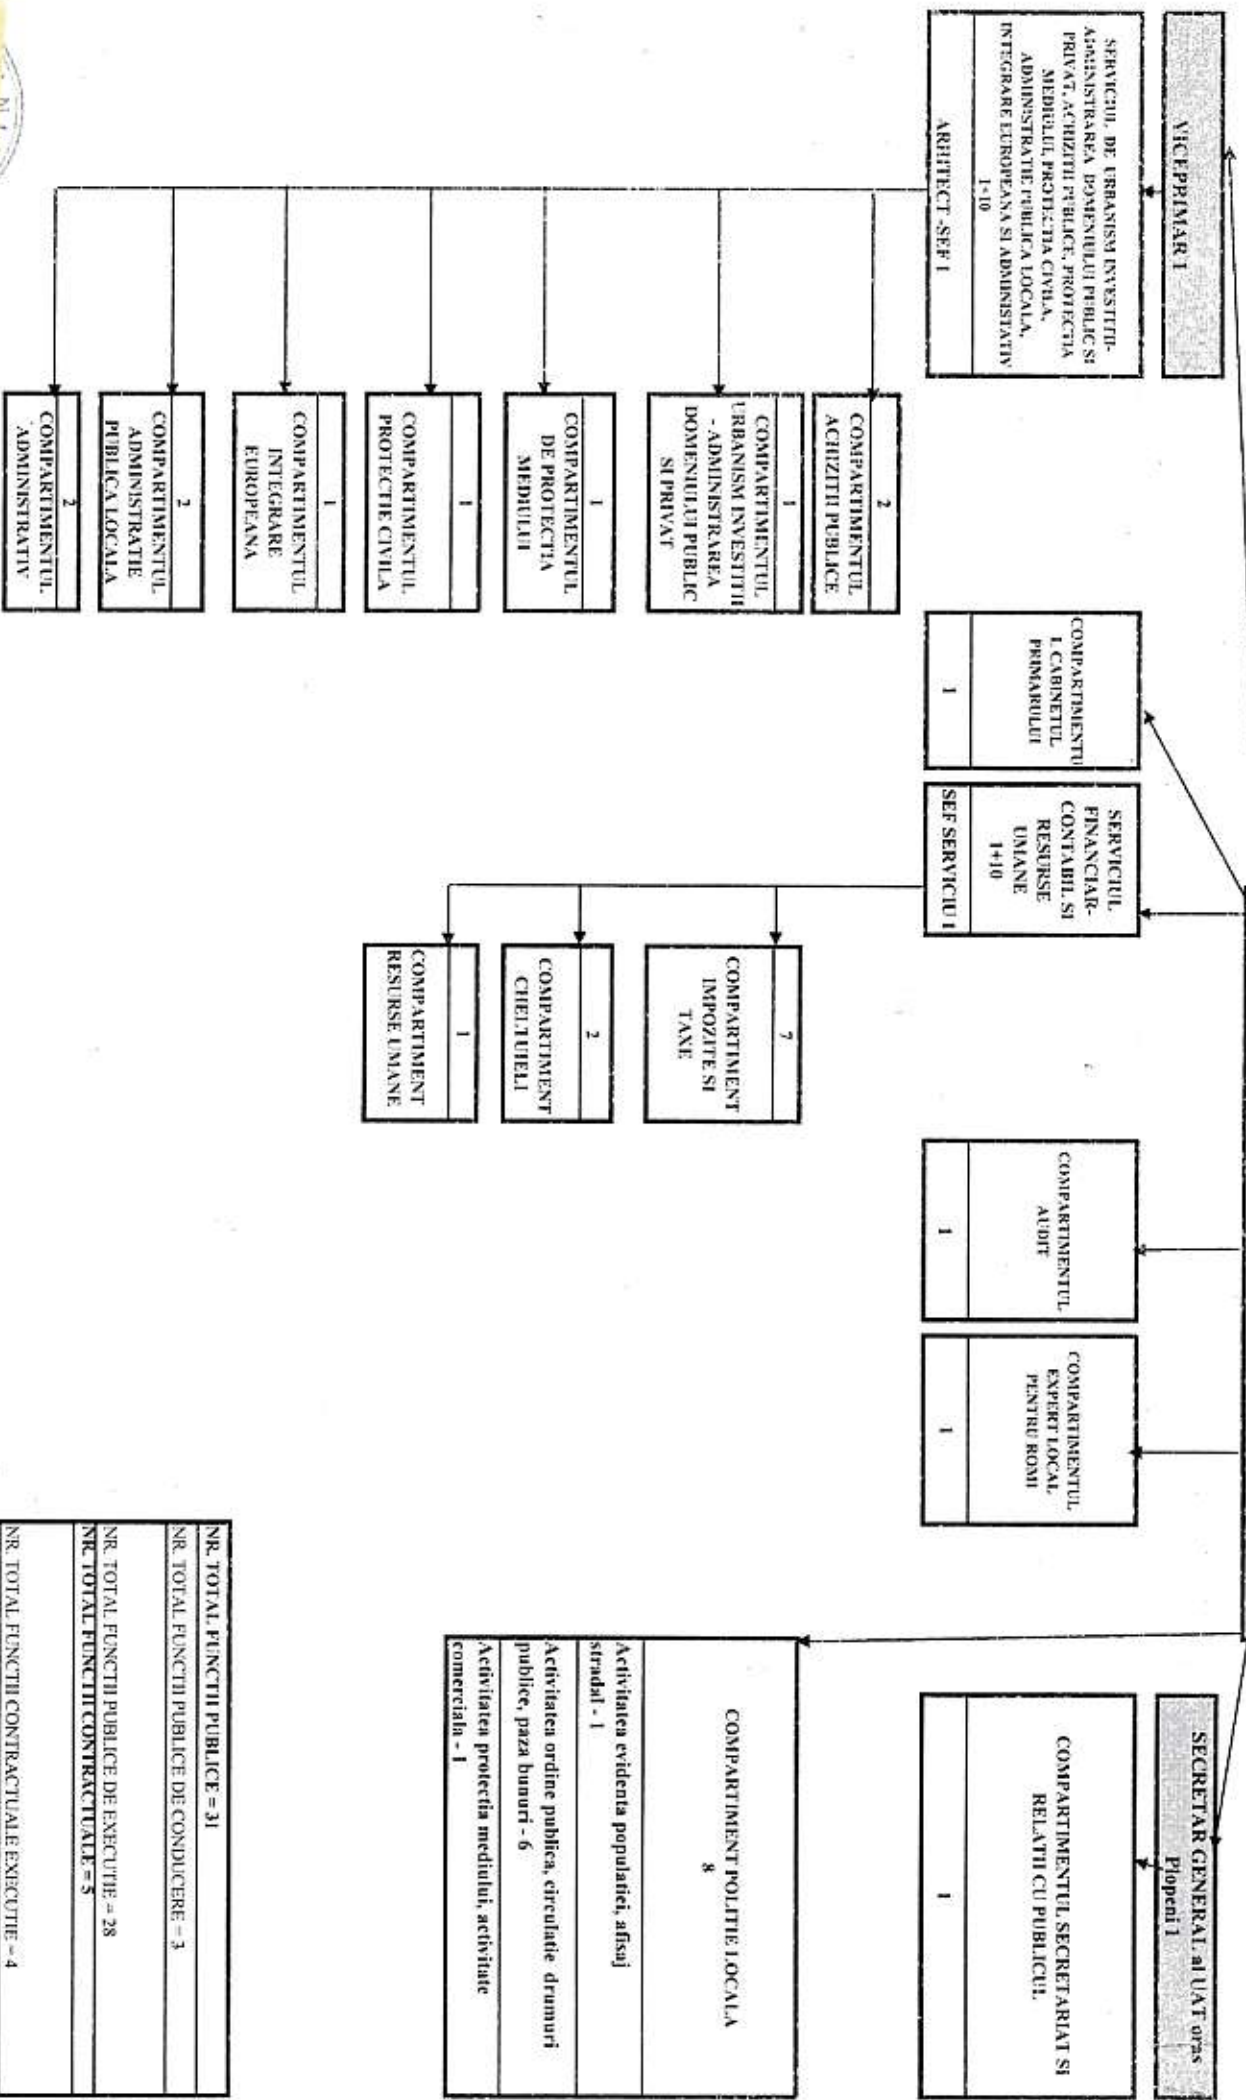 VICEPRIMAR 1
SERVICIUL DE URBANISM INVESTITII-
ADMINISTRAREA DOMENIULUI PUBLIC SI
PRIVAT, ACHIZITII PUBLICE, PROTECTIA
MEDIULUI, PROTECTIA CIVILA,
ADMINISTRATIE PUBLICA LOCALA,
INTEGRARE EUROPEANA SI ADMINISTATIV
1+10
ARHITECT -SEF 1
2
COMPARTIMENTUL
ACHIZITII PUBLICE
1
COMPARTIMENTUL
URBANISM INVESTITII
- ADMINISTRAREA
DOMENIULUI PUBLIC
SI PRIVAT
1
COMPARTIMENTUL
DE PROTECTIA
MEDIULUI
1
COMPARTIMENTUL
PROTECTIE CIVILA
1
COMPARTIMENTUL
INTEGRARE
EUROPEANA
2
COMPARTIMENTUL
ADMINISTRATIE
PUBLICA LOCALA
2
COMPARTIMENTUL
ADMINISTRATIV
COMPARTIMENTU
L CABINETUL
PRIMARULUI
1
SERVICIUL
FINANCIAR-
CONTABIL SI
RESURSE
UMANE
1+10
SEF SERVICIU 1
7
COMPARTIMENT
IMPOZITE SI
TAXE
2
COMPARTIMENT
CHELTUIELI
1
COMPARTIMENT
RESURSE UMANE
COMPARTIMENTUL
AUDIT
1
COMPARTIMENTUL
EXPERT LOCAL
PENTRU ROMI
1
COMPARTIMENT POLITIE LOCALA
8
Activitatea evidenta populatiei, afisaj
stradal - 1
Activitatea ordine publica, circulatie drumuri
publice, paza bunuri - 6
Activitatea protectia mediului, activitate
comerciala - 1
SECRETAR GENERAL al UAT oras
Plopeni 1
COMPARTIMENTUL SECRETARIAT SI
RELATII CU PUBLICUL
1
NR. TOTAL FUNCTII PUBLICE = 31
NR. TOTAL FUNCTII PUBLICE DE CONDUCERE = 3
NR. TOTAL FUNCTII PUBLICE DE EXECUTIE = 28
NR. TOTAL FUNCTII CONTRACTUALE = 5
NR. TOTAL FUNCTII CONTRACTUALE EXECUTIE = 4